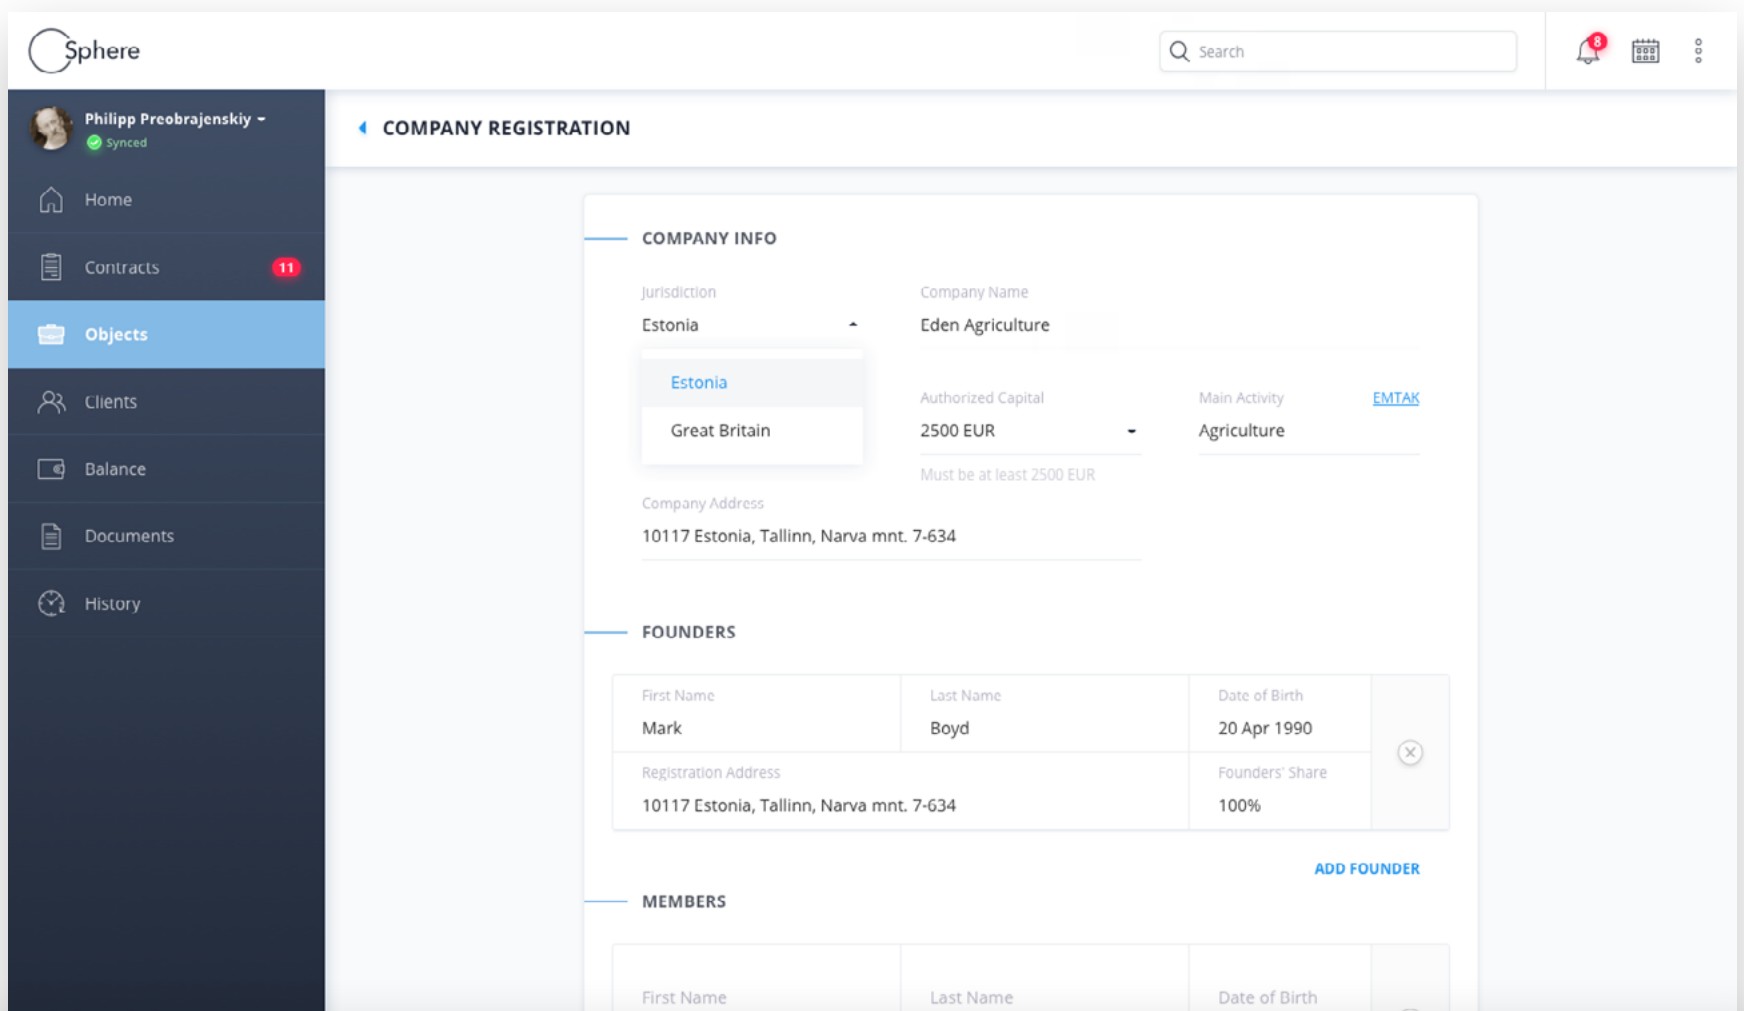 Sphere
Search
8
Philipp Preobrajenskiy
Synced
COMPANY REGISTRATION
Home
Contracts 11
Objects
Clients
Balance
Documents
History
COMPANY INFO
Jurisdiction Company Name
Estonia Eden Agriculture
Estonia
Great Britain
Authorized Capital Main Activity EMTAK
2500 EUR Agriculture
Must be at least 2500 EUR
Company Address
10117 Estonia, Tallinn, Narva mnt. 7-634
FOUNDERS
First Name Last Name Date of Birth
Mark Boyd 20 Apr 1990
Registration Address Founders' Share
10117 Estonia, Tallinn, Narva mnt. 7-634 100%
ADD FOUNDER
MEMBERS
First Name Last Name Date of Birth